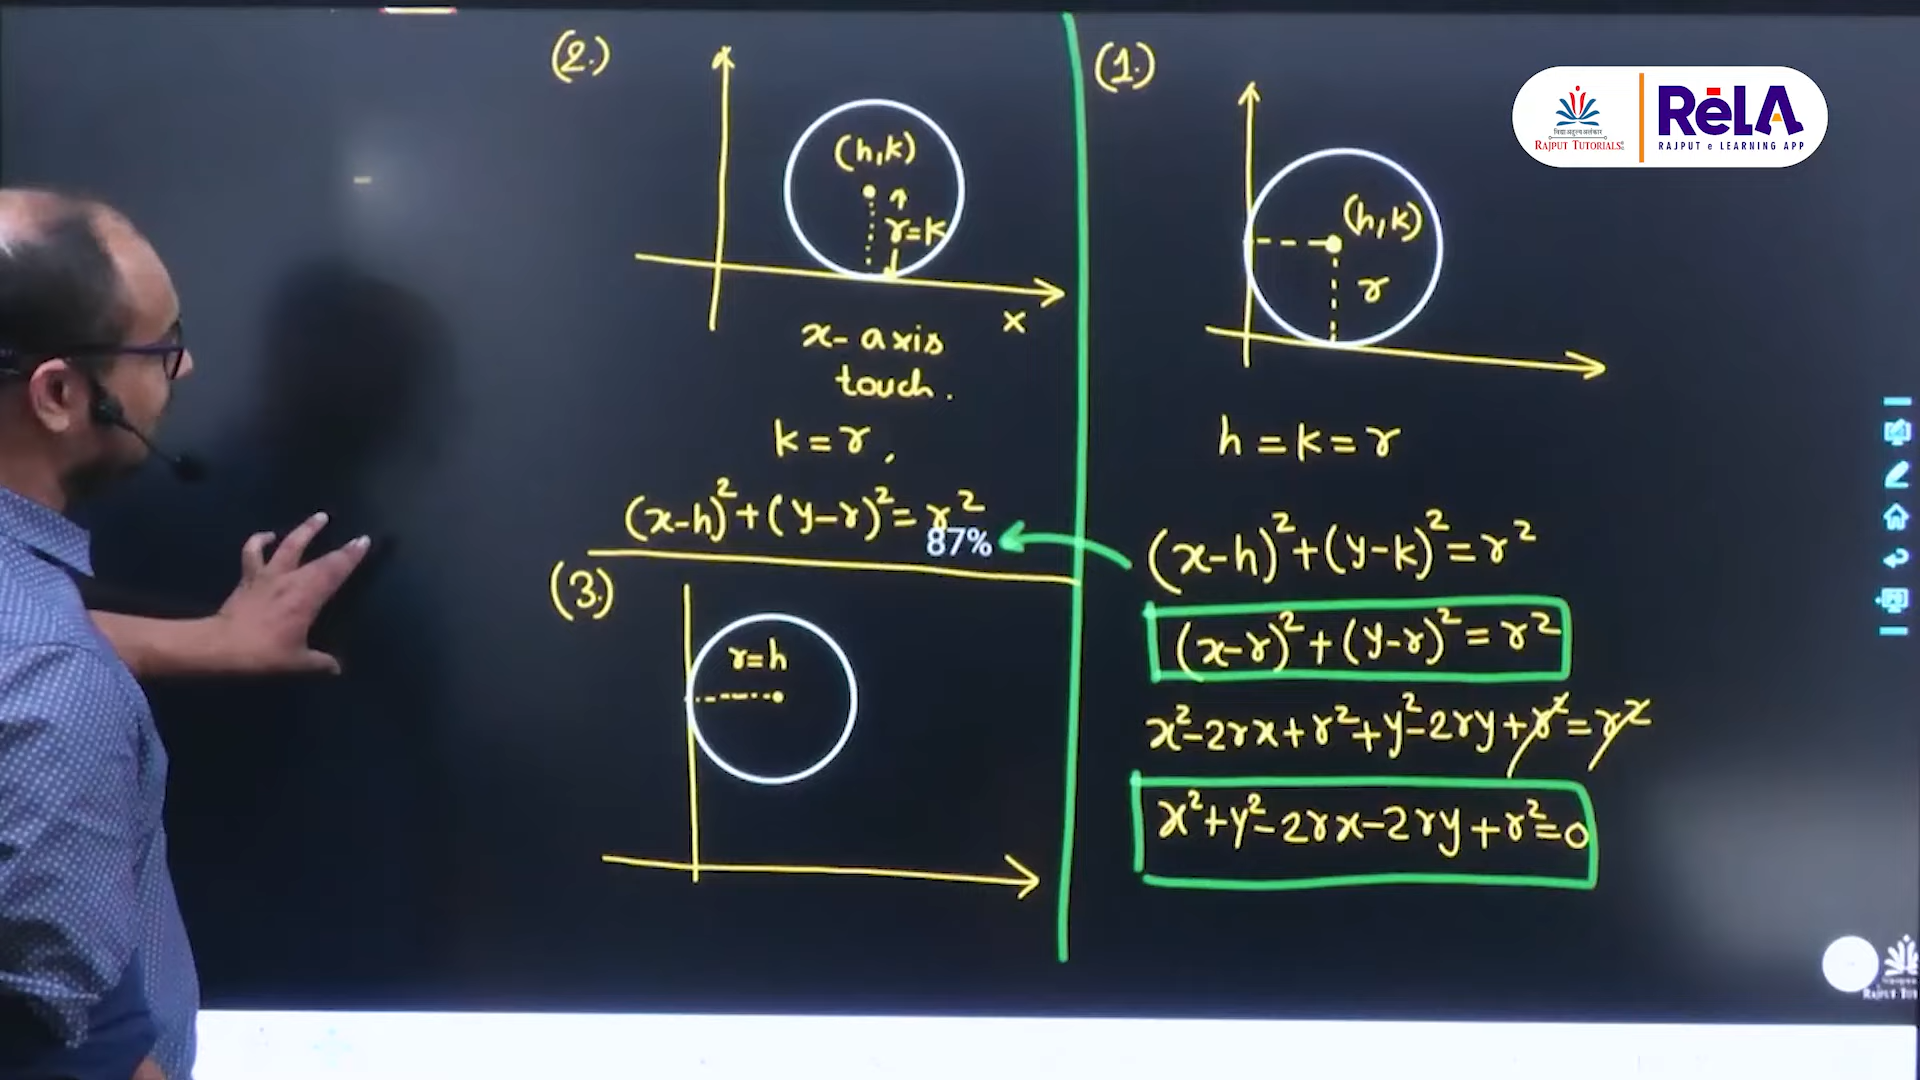 (2.)
(h,k)
r=k
x
x-axis
touch.
k=r,
(x-h)²+(y-r)²=r²
87%
(3.)
r=h
(1.)
(h,k)
r
h=k=r
(x-h)²+(y-k)²=r²
(x-r)²+(y-r)²=r²
x²-2rx+r²+y²-2ry+r²=r²
x²+y²-2rx-2ry+r²=0
RAJPUT TUTORIALS
RELA
RAJPUT e LEARNING APP